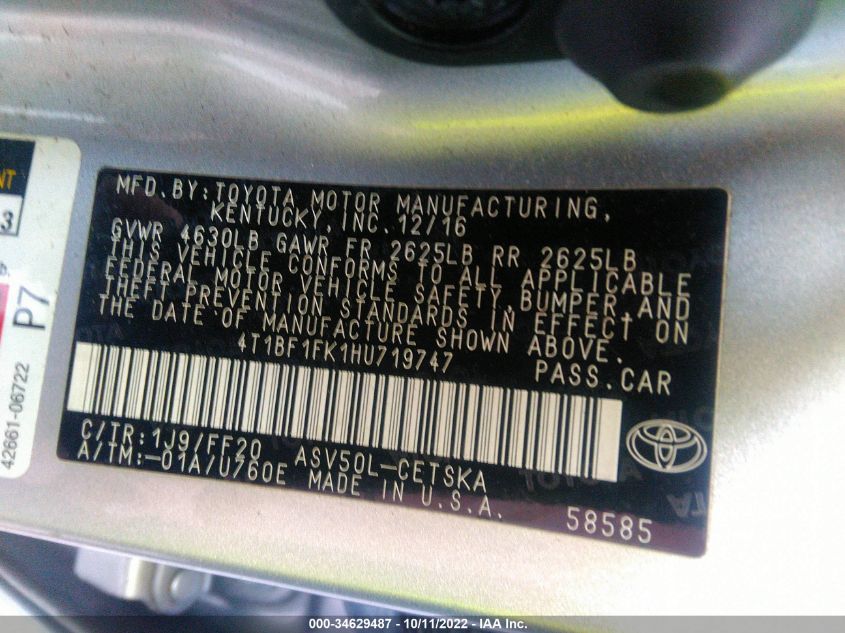 NT
3
P7
42661-06722
MFD. BY: TOYOTA MOTOR MANUFACTURING,
KENTUCKY, INC. 12/16
GVWR 4630LB GAWR FR 2625LB RR 2625LB
THIS VEHICLE CONFORMS TO ALL APPLICABLE
FEDERAL MOTOR VEHICLE SAFETY, BUMPER, AND
THEFT PREVENTION STANDARDS IN EFFECT ON
THE DATE OF MANUFACTURE SHOWN ABOVE.
4T1BF1FK1HU719747
PASS. CAR
C/TR: 1J9/FF20 ASV50L-CETSKA
A/TM: -01A/U760E MADE IN U.S.A.
58585
000-34629487 - 10/11/2022 - IAA Inc.